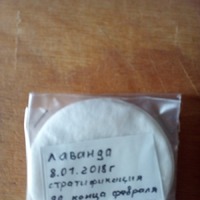 лаванда
8.01.2018г
стратификация
до конца февраля